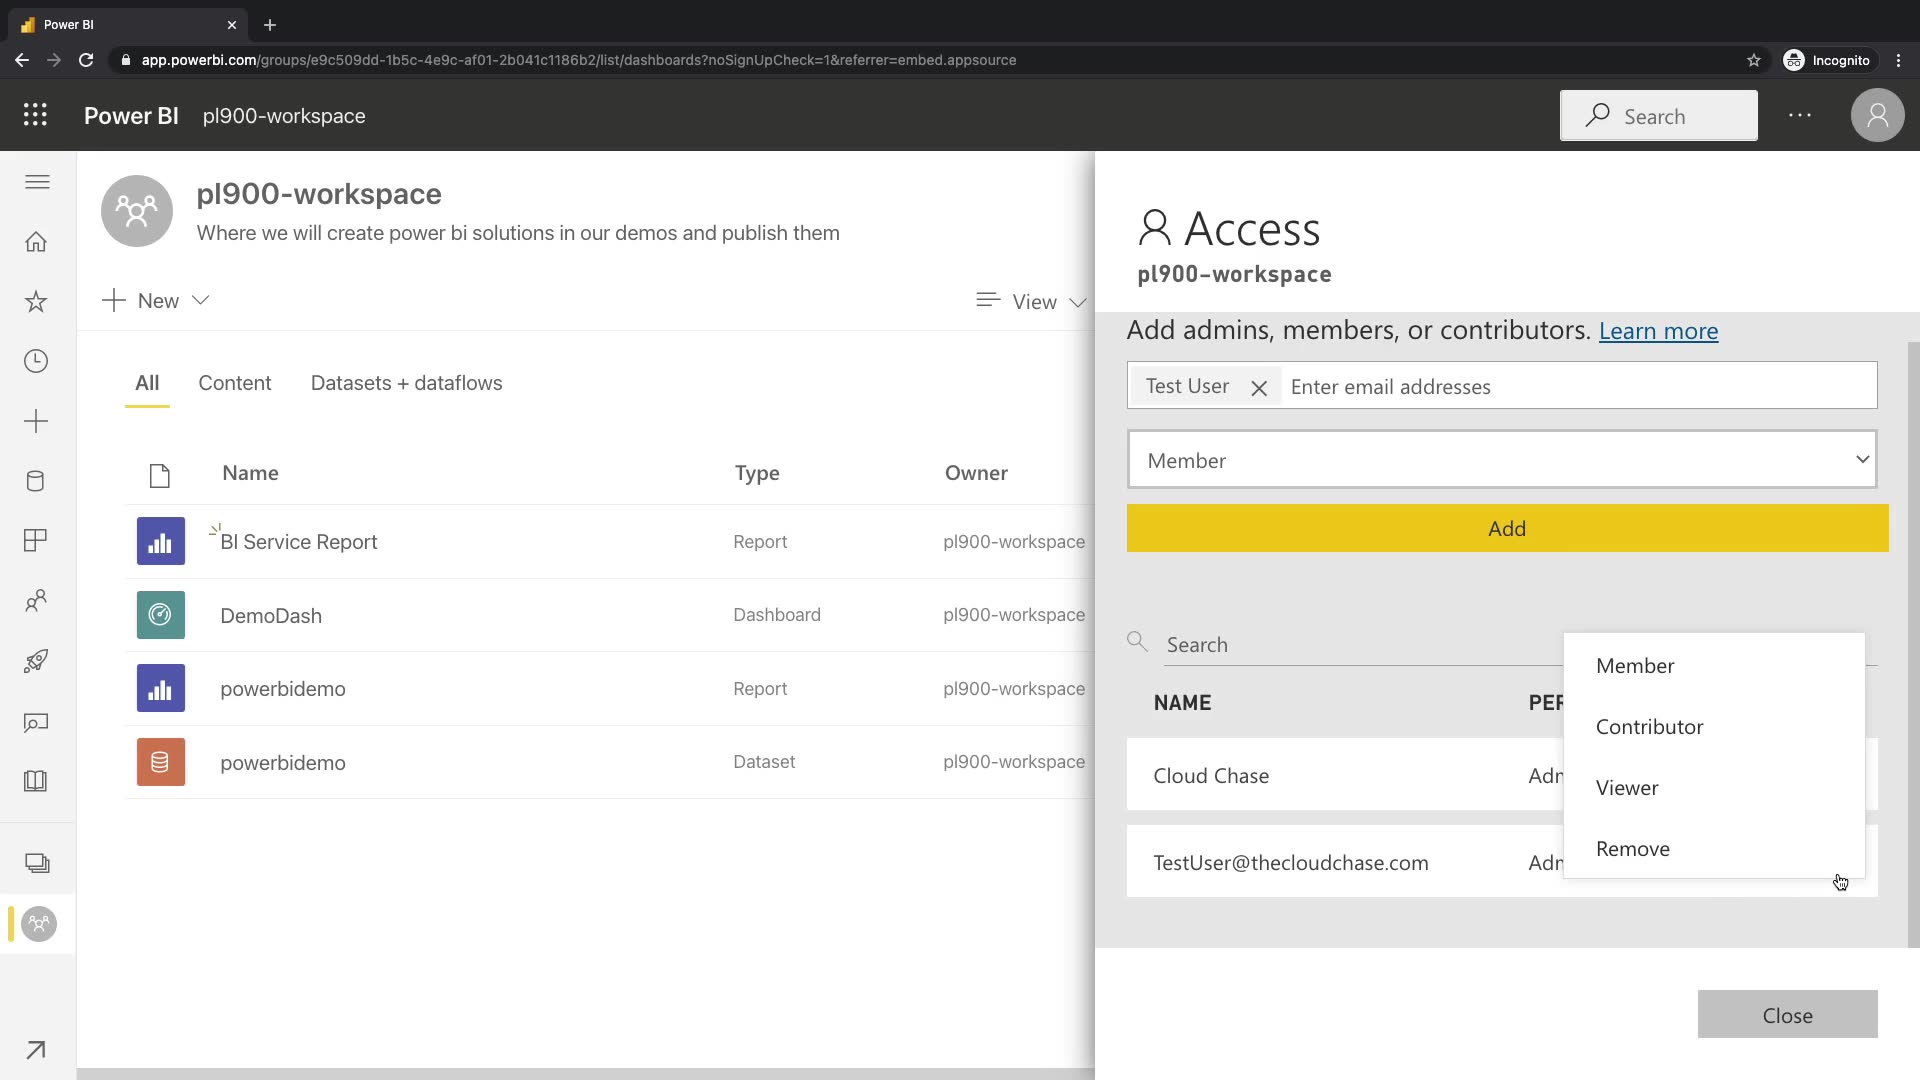 Power BI
app.powerbi.com/groups/e9c509dd-1b5c-4e9c-af01-2b041c1186b2/list/dashboards?noSignUpCheck=1&referrer=embed.appsource
Incognito
Power BI pl900-workspace
Search
pl900-workspace
Where we will create power bi solutions in our demos and publish them
New
View
All Content Datasets + dataflows
Name Type Owner
BI Service Report Report pl900-workspace
DemoDash Dashboard pl900-workspace
powerbidemo Report pl900-workspace
powerbidemo Dataset pl900-workspace
Access
pl900-workspace
Add admins, members, or contributors. Learn more
Test User Enter email addresses
Member
Add
Search
NAME PER
Cloud Chase Adm
TestUser@thecloudchase.com Adm
Member
Contributor
Viewer
Remove
Close